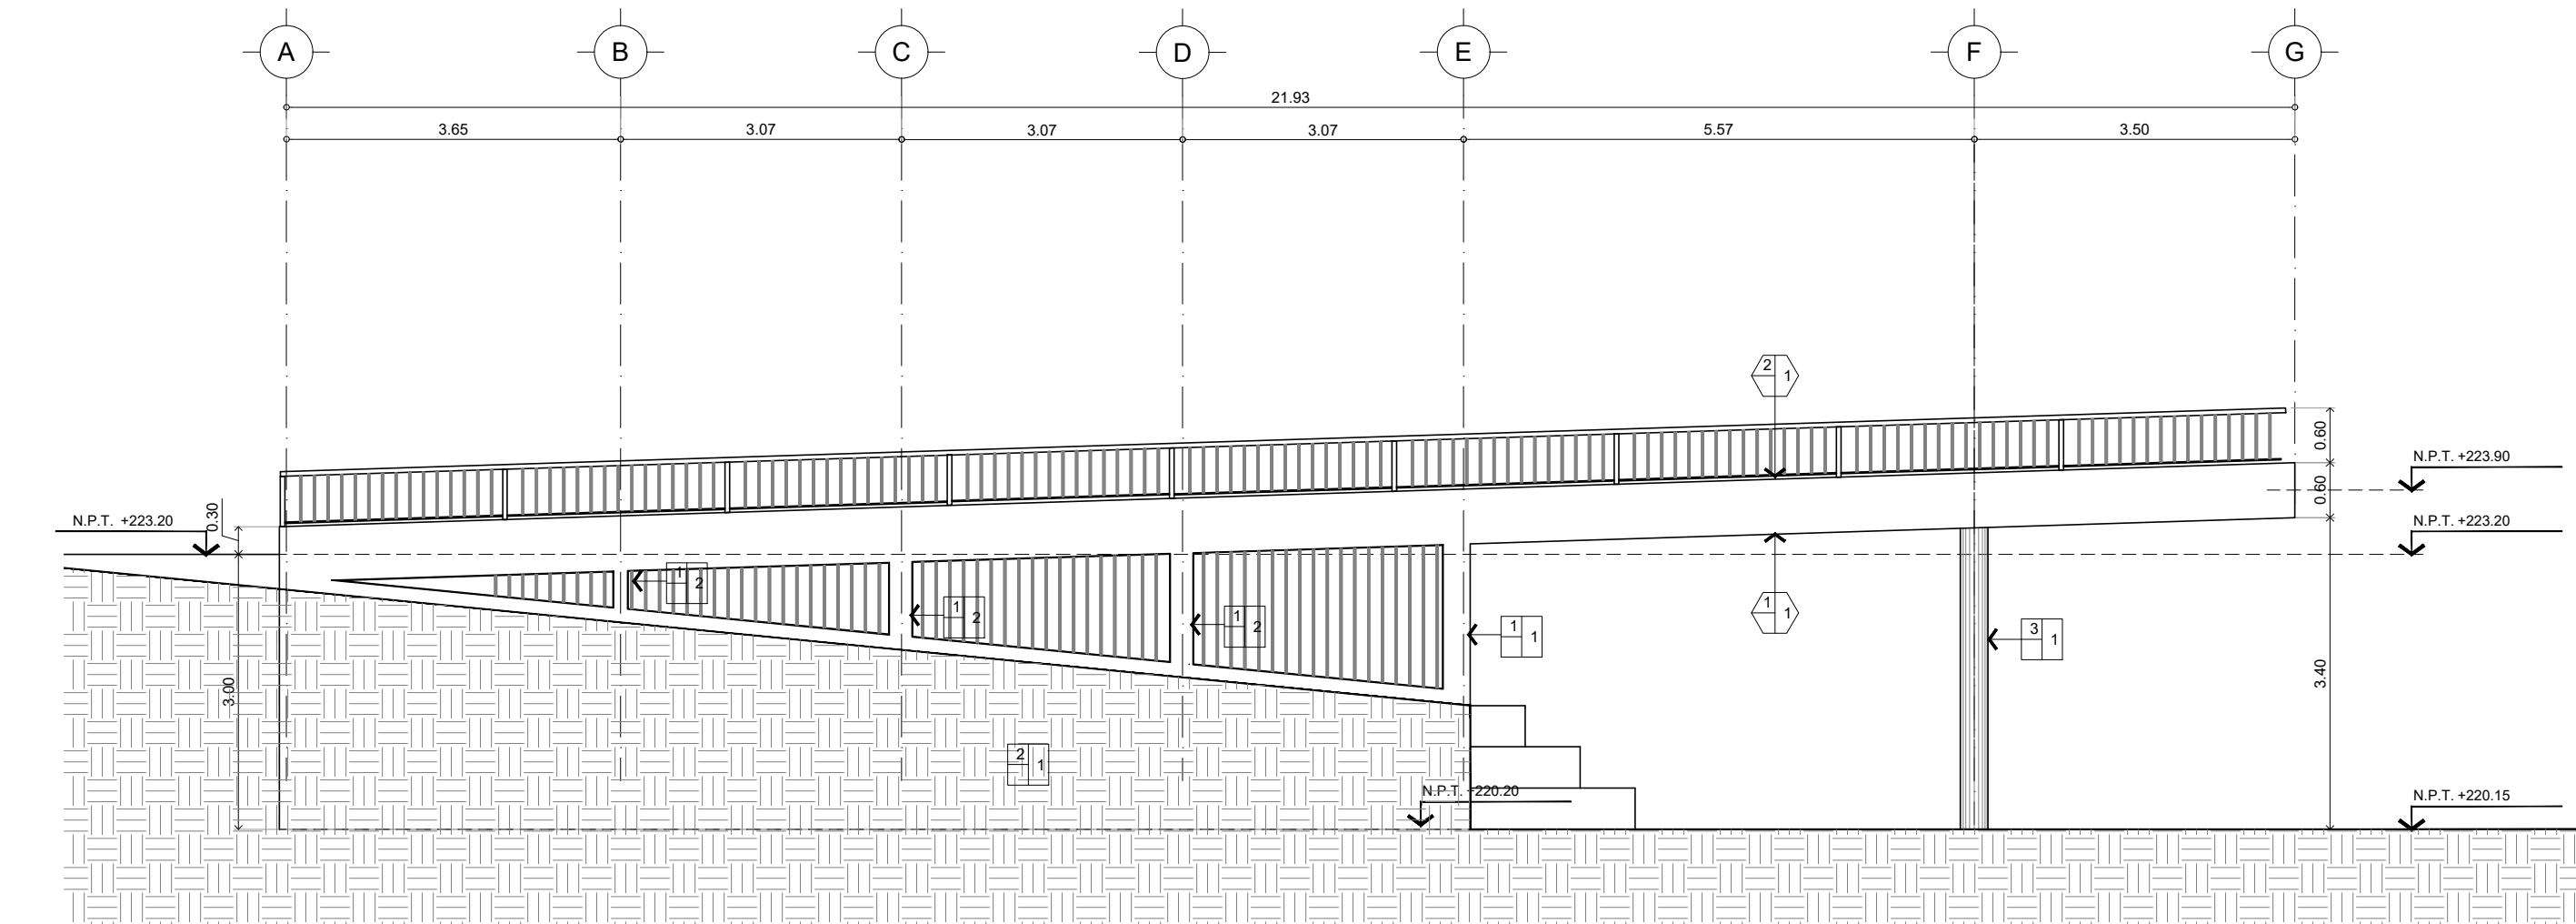 A B C D E F G
21.93
3.65 3.07 3.07 3.07 5.57 3.50
2 1
0.60
N.P.T. +223.90
0.60
N.P.T. +223.20
0.30
N.P.T. +223.20
1 2
1 2
1 2
1 1
1 1
3 1
3.00
3.40
2 1
N.P.T. +220.20
N.P.T. +220.15